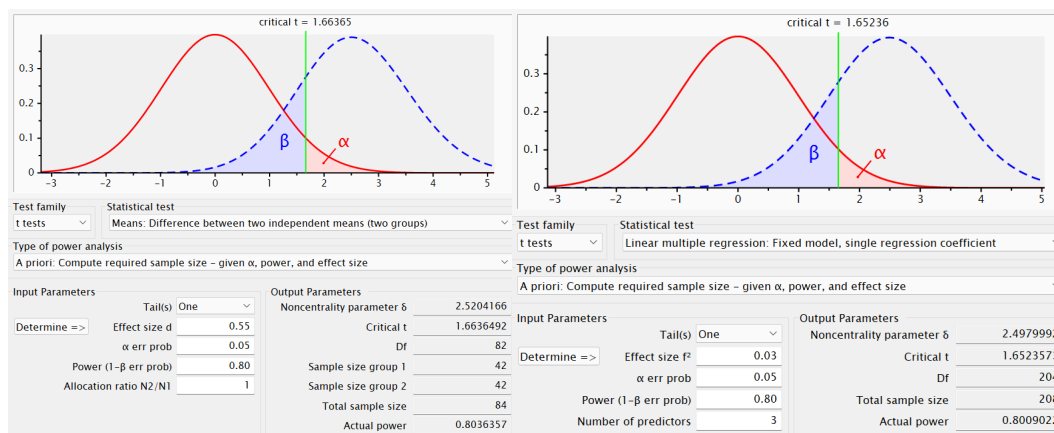 critical t = 1.66365
0.3
0.2
0.1
0
β
α
-3 -2 -1 0 1 2 3 4 5
Test family
Statistical test
t tests
Means: Difference between two independent means (two groups)
Type of power analysis
A priori: Compute required sample size – given α, power, and effect size
Input Parameters
Tail(s) One
Determine => Effect size d 0.55
α err prob 0.05
Power (1-β err prob) 0.80
Allocation ratio N2/N1 1
Output Parameters
Noncentrality parameter δ 2.5204166
Critical t 1.6636492
Df 82
Sample size group 1 42
Sample size group 2 42
Total sample size 84
Actual power 0.8036357
critical t = 1.65236
0.3
0.2
0.1
0
β
α
-3 -2 -1 0 1 2 3 4 5
Test family
Statistical test
t tests
Linear multiple regression: Fixed model, single regression coefficient
Type of power analysis
A priori: Compute required sample size – given α, power, and effect size
Input Parameters
Tail(s) One
Determine => Effect size f² 0.03
α err prob 0.05
Power (1-β err prob) 0.80
Number of predictors 3
Output Parameters
Noncentrality parameter δ 2.4979992
Critical t 1.652357
Df 204
Total sample size 208
Actual power 0.800902